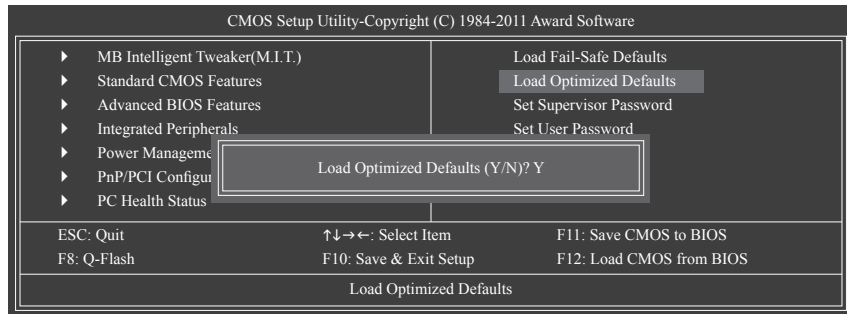 CMOS Setup Utility-Copyright (C) 1984-2011 Award Software
MB Intelligent Tweaker(M.I.T.)
Standard CMOS Features
Advanced BIOS Features
Integrated Peripherals
Power Manageme
PnP/PCI Configur
PC Health Status
Load Fail-Safe Defaults
Load Optimized Defaults
Set Supervisor Password
Set User Password
Load Optimized Defaults (Y/N)? Y
ESC: Quit ↑↓→←: Select Item F11: Save CMOS to BIOS
F8: Q-Flash F10: Save & Exit Setup F12: Load CMOS from BIOS
Load Optimized Defaults